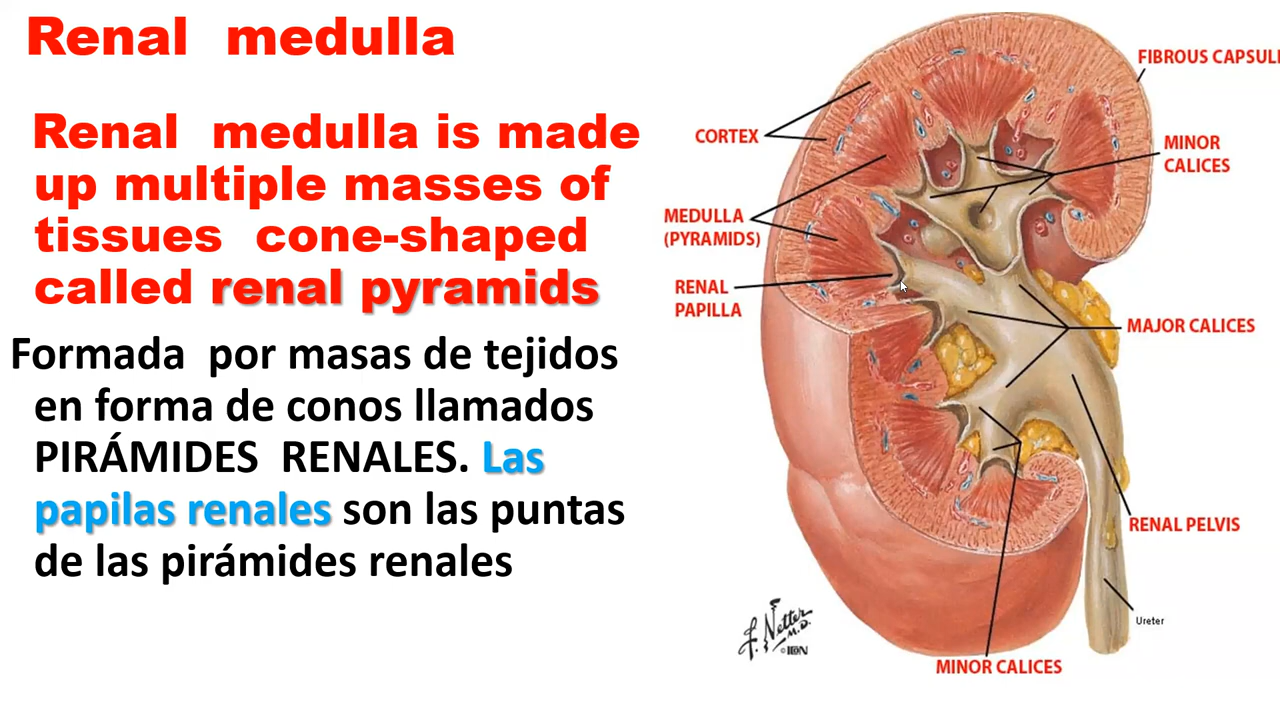 Renal medulla
Renal medulla is made
up multiple masses of
tissues cone-shaped
called renal pyramids
Formada por masas de tejidos
en forma de conos llamados
PIRÁMIDES RENALES. Las
papilas renales son las puntas
de las pirámides renales
FIBROUS CAPSUL
CORTEX
MINOR
CALICES
MEDULLA
(PYRAMIDS)
RENAL
PAPILLA
MAJOR CALICES
RENAL PELVIS
Ureter
MINOR CALICES
F. Netter
M.D.